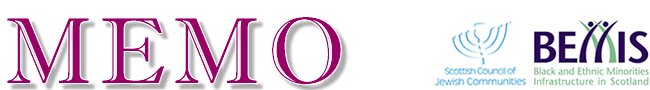 MEMO
Scottish Council of
Jewish Communities
BEMIS
Black and Ethnic Minorities
Infrastructure in Scotland